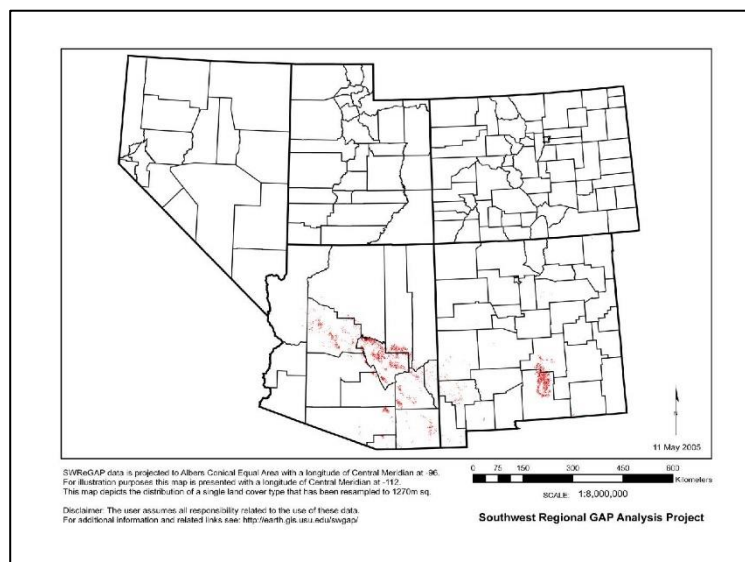 11 May 2005
SWReGAP data is projected to Albers Conical Equal Area with a longitude of Central Meridian at -96.
For illustration purposes this map is presented with a longitude of Central Meridian at -112.
This map depicts the distribution of a single land cover type that has been resampled to 1270m sq.
Disclaimer: The user assumes all responsibility related to the use of these data.
For additional information and related links see: http://earth.gis.usu.edu/swgap/
0 75 150 300 450 600
Kilometers
SCALE: 1:8,000,000
Southwest Regional GAP Analysis Project